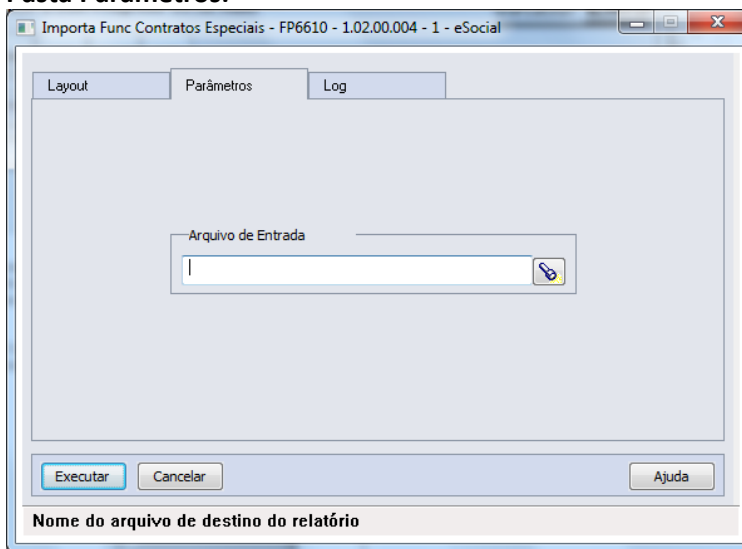 Pasta Parâmetros:
Importa Func Contratos Especiais - FP6610 - 1.02.00.004 - 1 - eSocial
Layout Parâmetros Log
Arquivo de Entrada
Executar Cancelar Ajuda
Nome do arquivo de destino do relatório